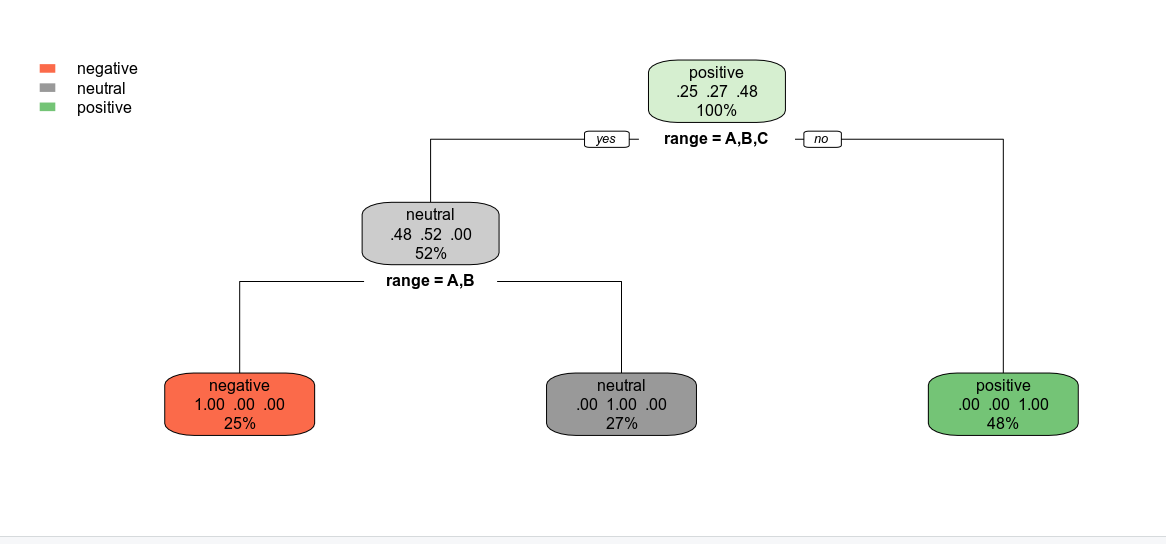 negative
neutral
positive
positive
.25 .27 .48
100%
yes
range = A,B,C
no
neutral
.48 .52 .00
52%
range = A,B
negative
1.00 .00 .00
25%
neutral
.00 1.00 .00
27%
positive
.00 .00 1.00
48%